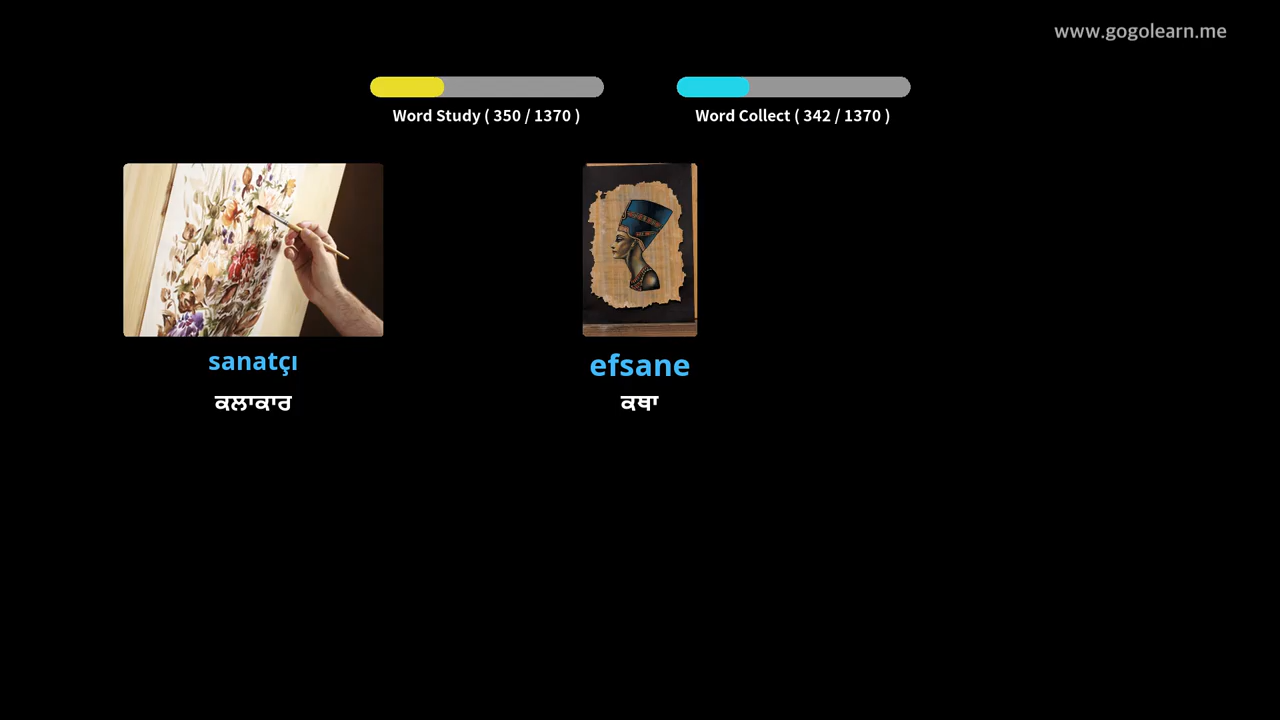 www.gogolearn.me
Word Study ( 350 / 1370 )
Word Collect ( 342 / 1370 )
sanatçı
ਕਲਾਕਾਰ
efsane
ਕਥਾ